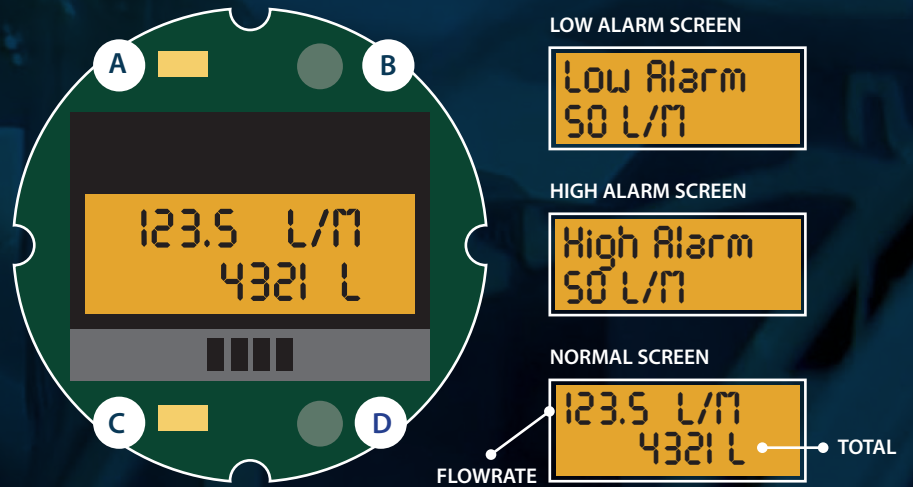 A
B
123.5 L/M
4321 L
C
D
LOW ALARM SCREEN
Low Alarm
50 L/M
HIGH ALARM SCREEN
High Alarm
50 L/M
NORMAL SCREEN
123.5 L/M
4321 L
FLOWRATE
TOTAL